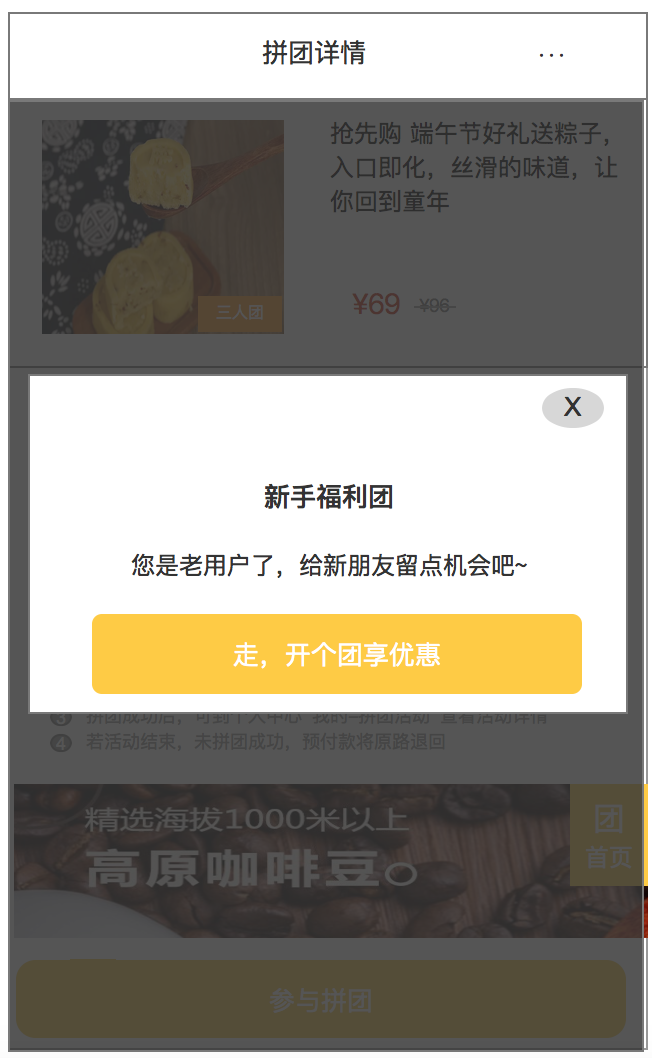 拼团详情
...
抢先购 端午节好礼送粽子,
入口即化，丝滑的味道，让
你回到童年
三人团
¥69 ¥96
X
新手福利团
您是老用户了，给新朋友留点机会吧~
走，开个团享优惠
3 拼团成功后，可到个人中心“我的–拼团活动”查看活动详情
4 若活动结束，未拼团成功，预付款将原路退回
精选海拔1000米以上
高原咖啡豆。
团
首页
参与拼团